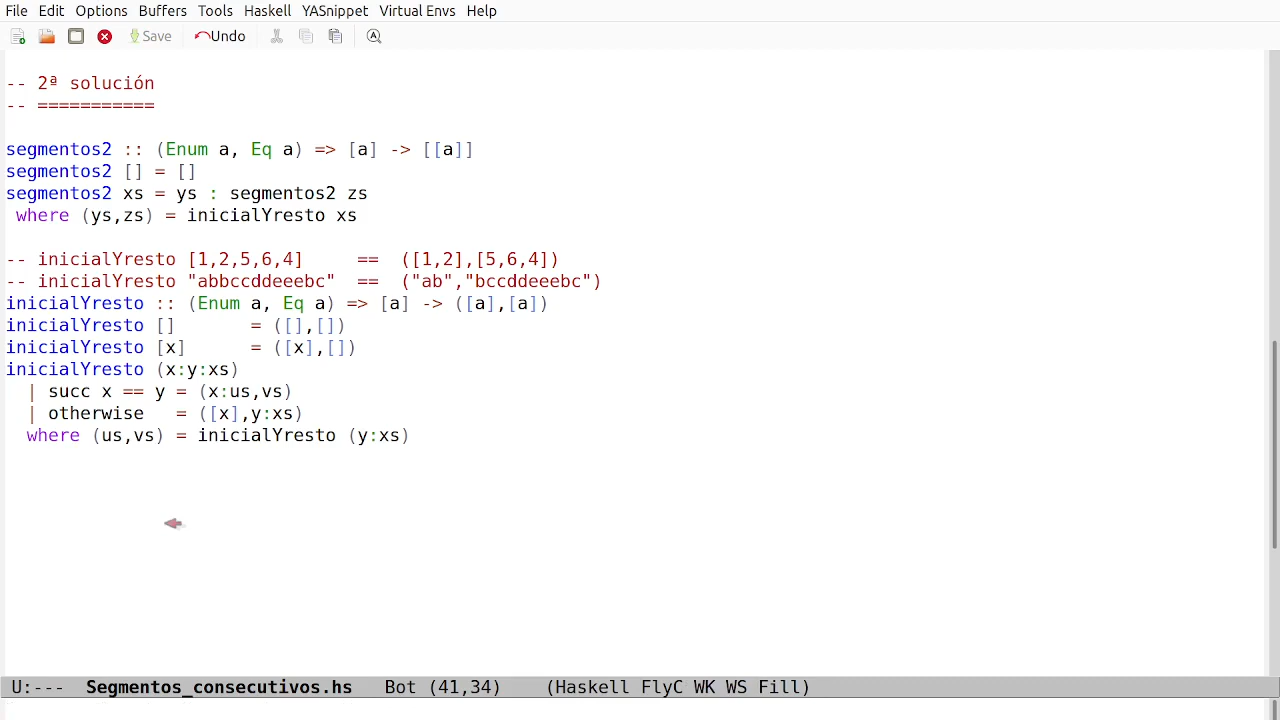 File Edit Options Buffers Tools Haskell YASnippet Virtual Envs Help
Save Undo
-- 2ª solución
-- ===========
segmentos2 :: (Enum a, Eq a) => [a] -> [[a]]
segmentos2 [] = []
segmentos2 xs = ys : segmentos2 zs
 where (ys,zs) = inicialYresto xs
-- inicialYresto [1,2,5,6,4]     ==  ([1,2],[5,6,4])
-- inicialYresto "abbccddeeebc"  ==  ("ab","bccddeeebc")
inicialYresto :: (Enum a, Eq a) => [a] -> ([a],[a])
inicialYresto []       = ([],[])
inicialYresto [x]      = ([x],[])
inicialYresto (x:y:xs)
  | succ x == y = (x:us,vs)
  | otherwise   = ([x],y:xs)
  where (us,vs) = inicialYresto (y:xs)
U:---  Segmentos_consecutivos.hs   Bot (41,34)    (Haskell FlyC WK WS Fill)